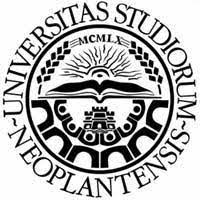 UNIVERSITAS STUDIORUM
MCMLX
~NEOPLANTENSIS~